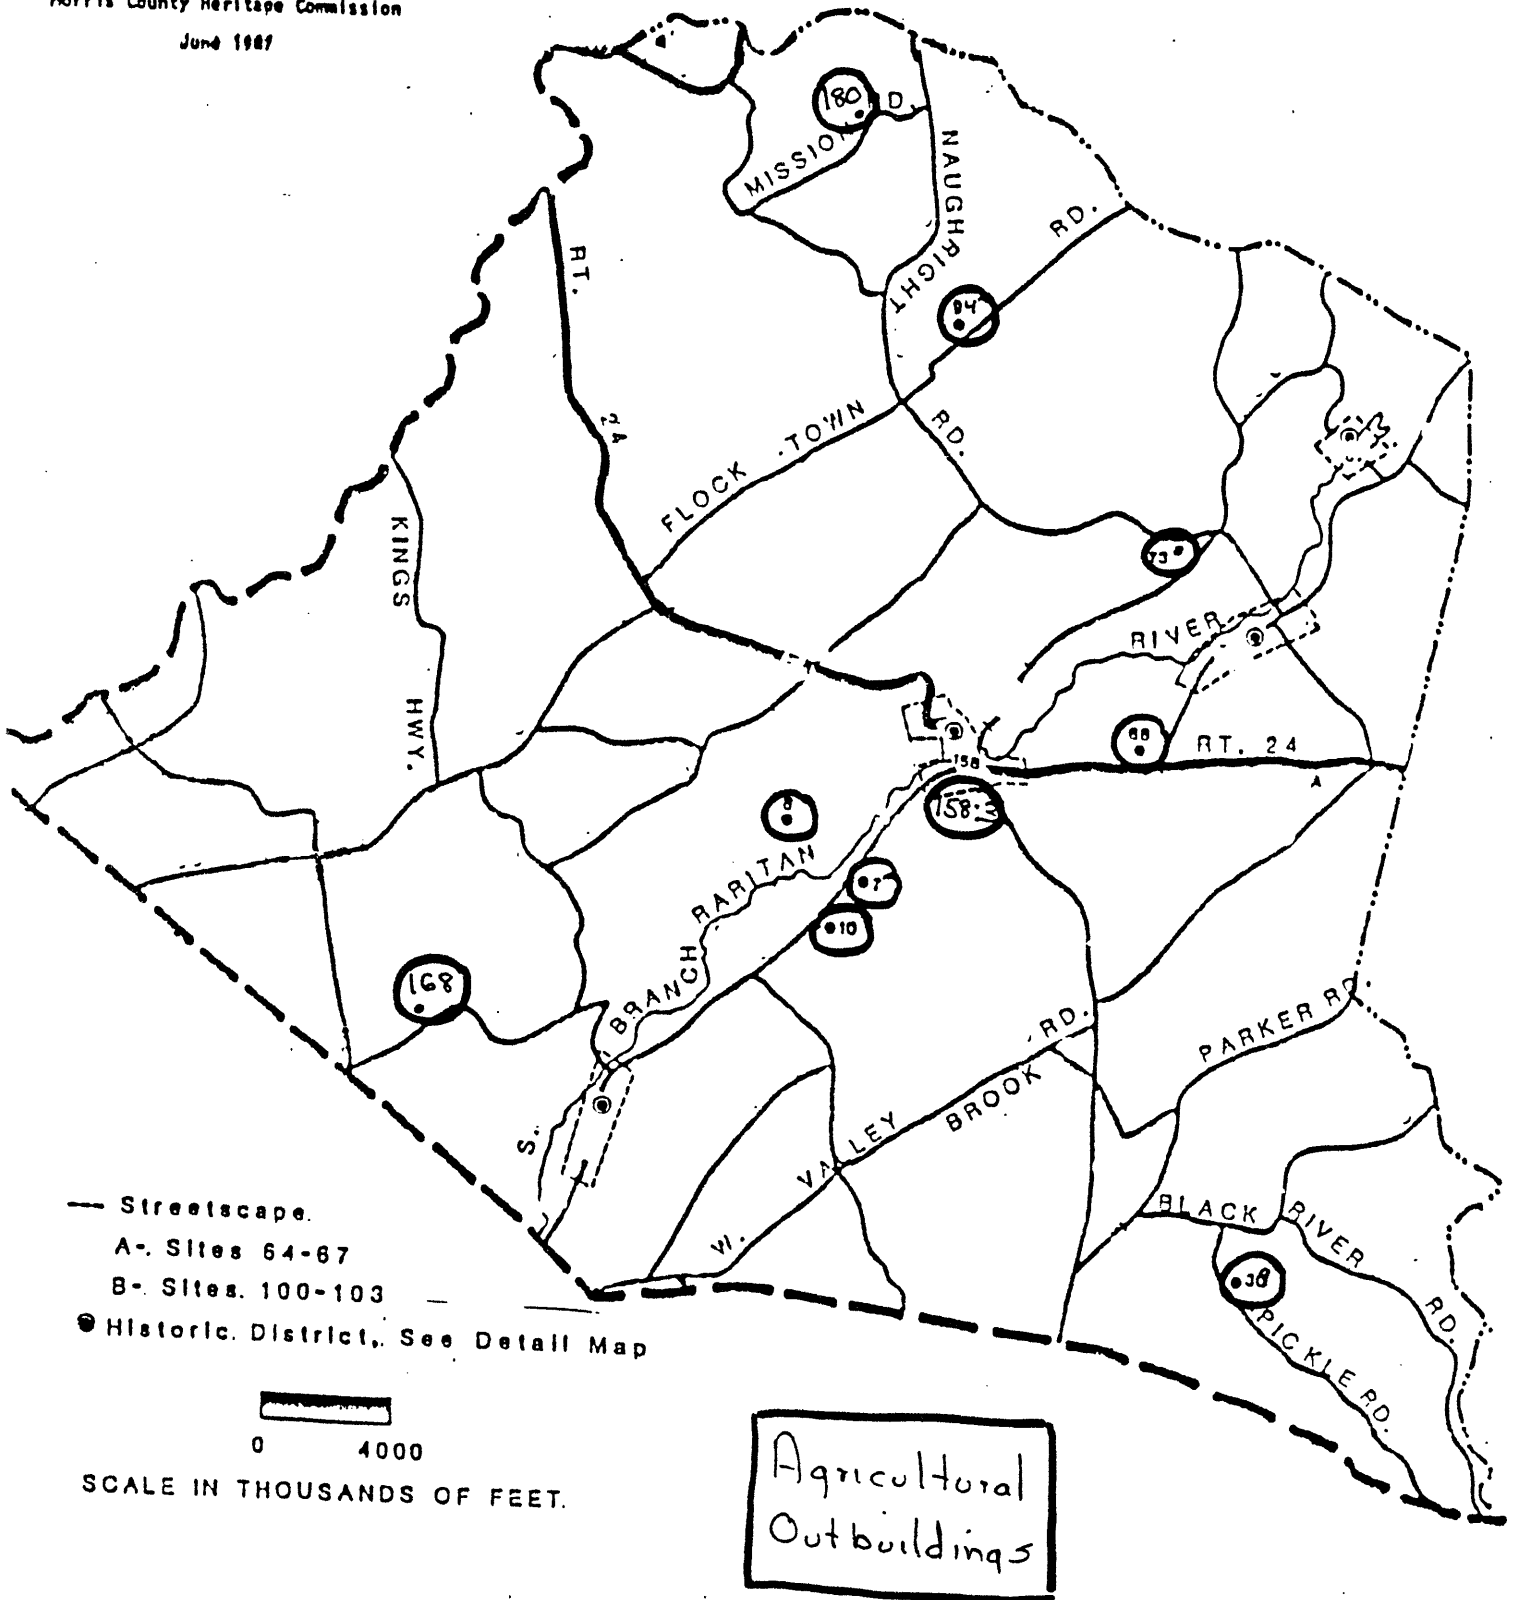 Morris County Heritage Commission
June 1987
180
RD.
MISSION
NAUGHRIGHT
RD.
RT.
94
24
FLOCK TOWN
RD.
KINGS
73
RIVER
HWY.
68
RT. 24
158
A
8
158
RARITAN
7
10
BRANCH
168
RD.
PARKER RD.
BROOK
VALLEY
S.
W.
BLACK
RIVER
RD.
38
PICKLE RD.
— Streetscape.
A-. Sites 64-67
B-. Sites. 100-103
Historic. District,. See Detail Map
0 4000
SCALE IN THOUSANDS OF FEET.
Agricultural
Outbuildings